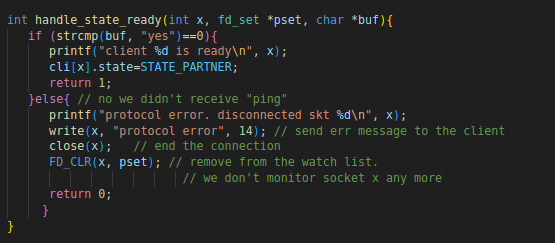 int handle_state_ready(int x, fd_set *pset, char *buf){
if (strcmp(buf, "yes")==0){
printf("client %d is ready\n", x);
cli[x].state=STATE_PARTNER;
return 1;
}else{ // no we didn't receive "ping"
printf("protocol error. disconnected skt %d\n", x);
write(x, "protocol error", 14); // send err message to the client
close(x);   // end the connection
FD_CLR(x, pset); // remove from the watch list.
// we don't monitor socket x any more
return 0;
}
}